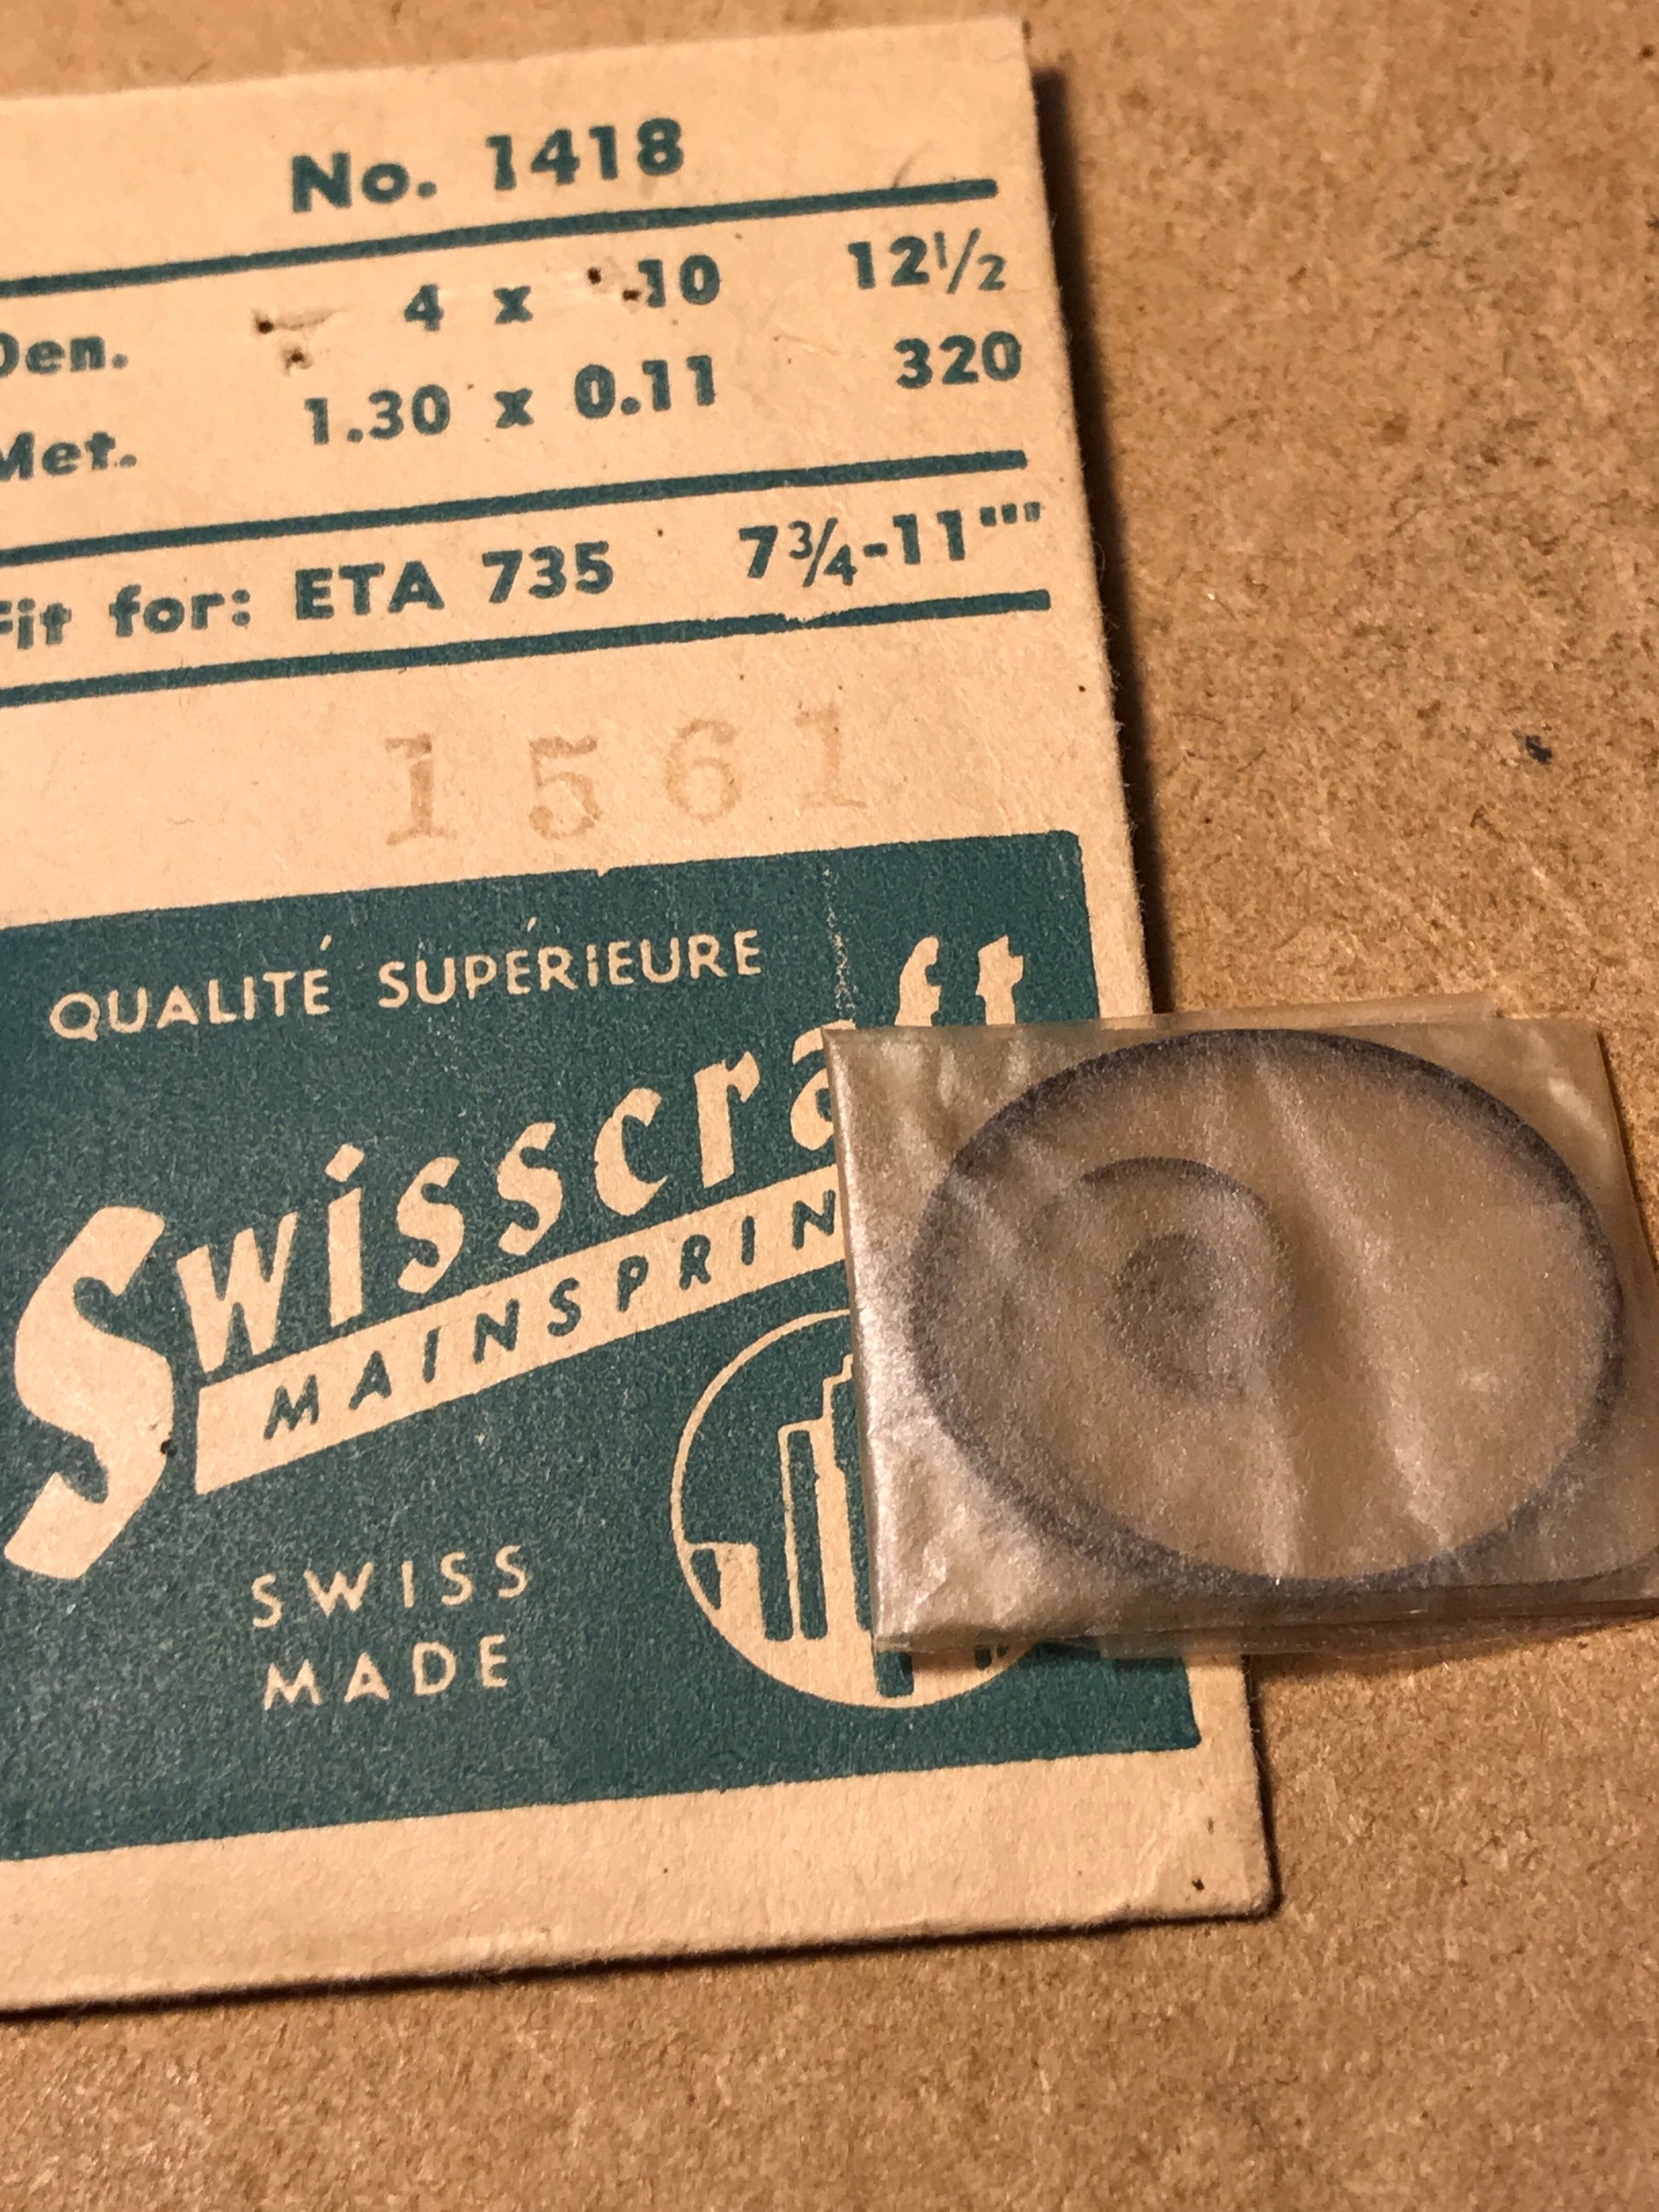 No. 1418
Den. 4 x .10 12½
Met. 1.30 x 0.11 320
Fit for: ETA 735 7¾-11'''
1561
QUALITÉ SUPÉRIEURE
Swisscraft
MAINSPRIN
SWISS
MADE